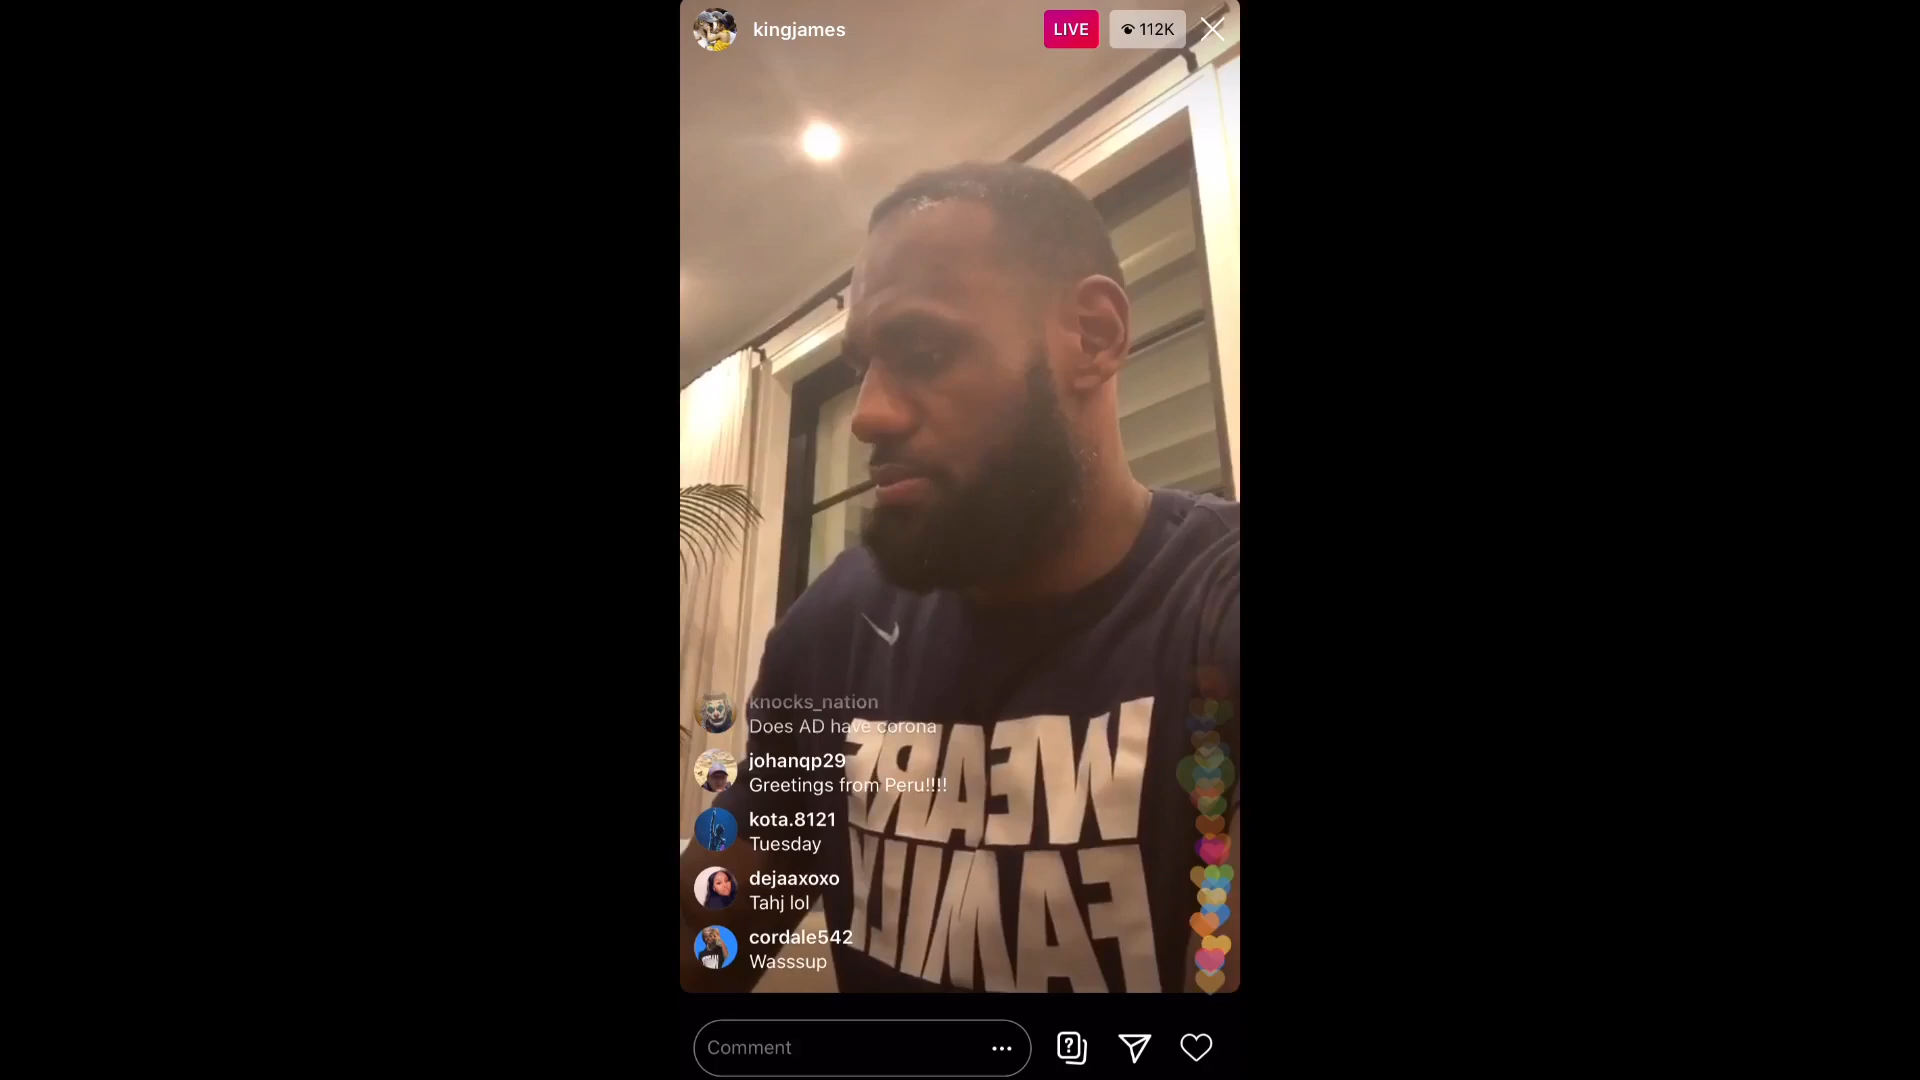 kingjames
LIVE
112K
WE ARE
FAMILY
knocks_nation
Does AD have corona
johanqp29
Greetings from Peru!!!!
kota.8121
Tuesday
dejaaxoxo
Tahj lol
cordale542
Wasssup
Comment